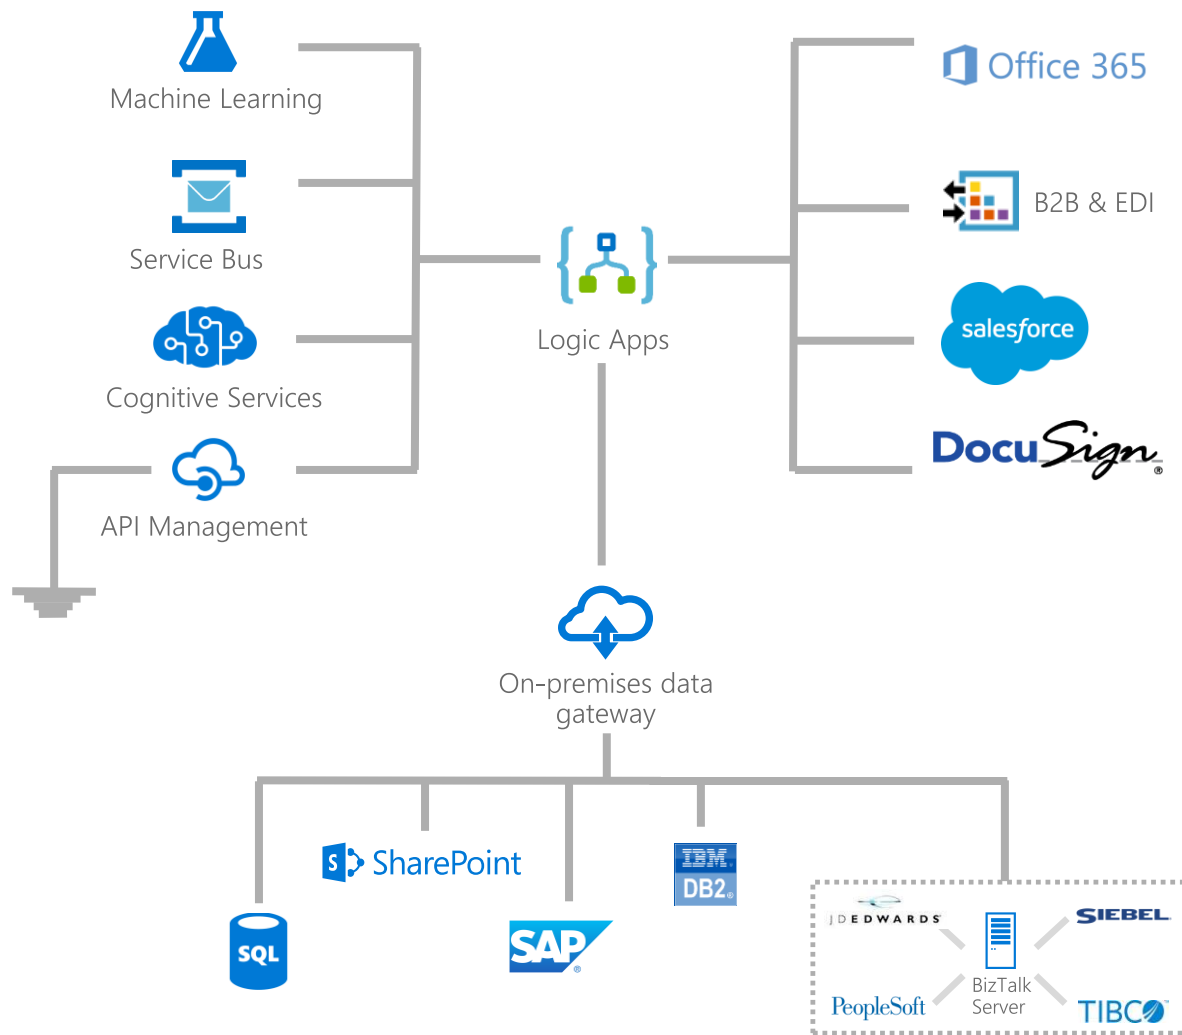 Machine Learning
Office 365
B2B & EDI
Service Bus
salesforce
Logic Apps
Cognitive Services
DocuSign®
API Management
On-premises data
gateway
S SharePoint
IBM®
DB2®
SQL
SAP®
JDEDWARDS
SIEBEL
BizTalk
Server
PeopleSoft
TIBCO™